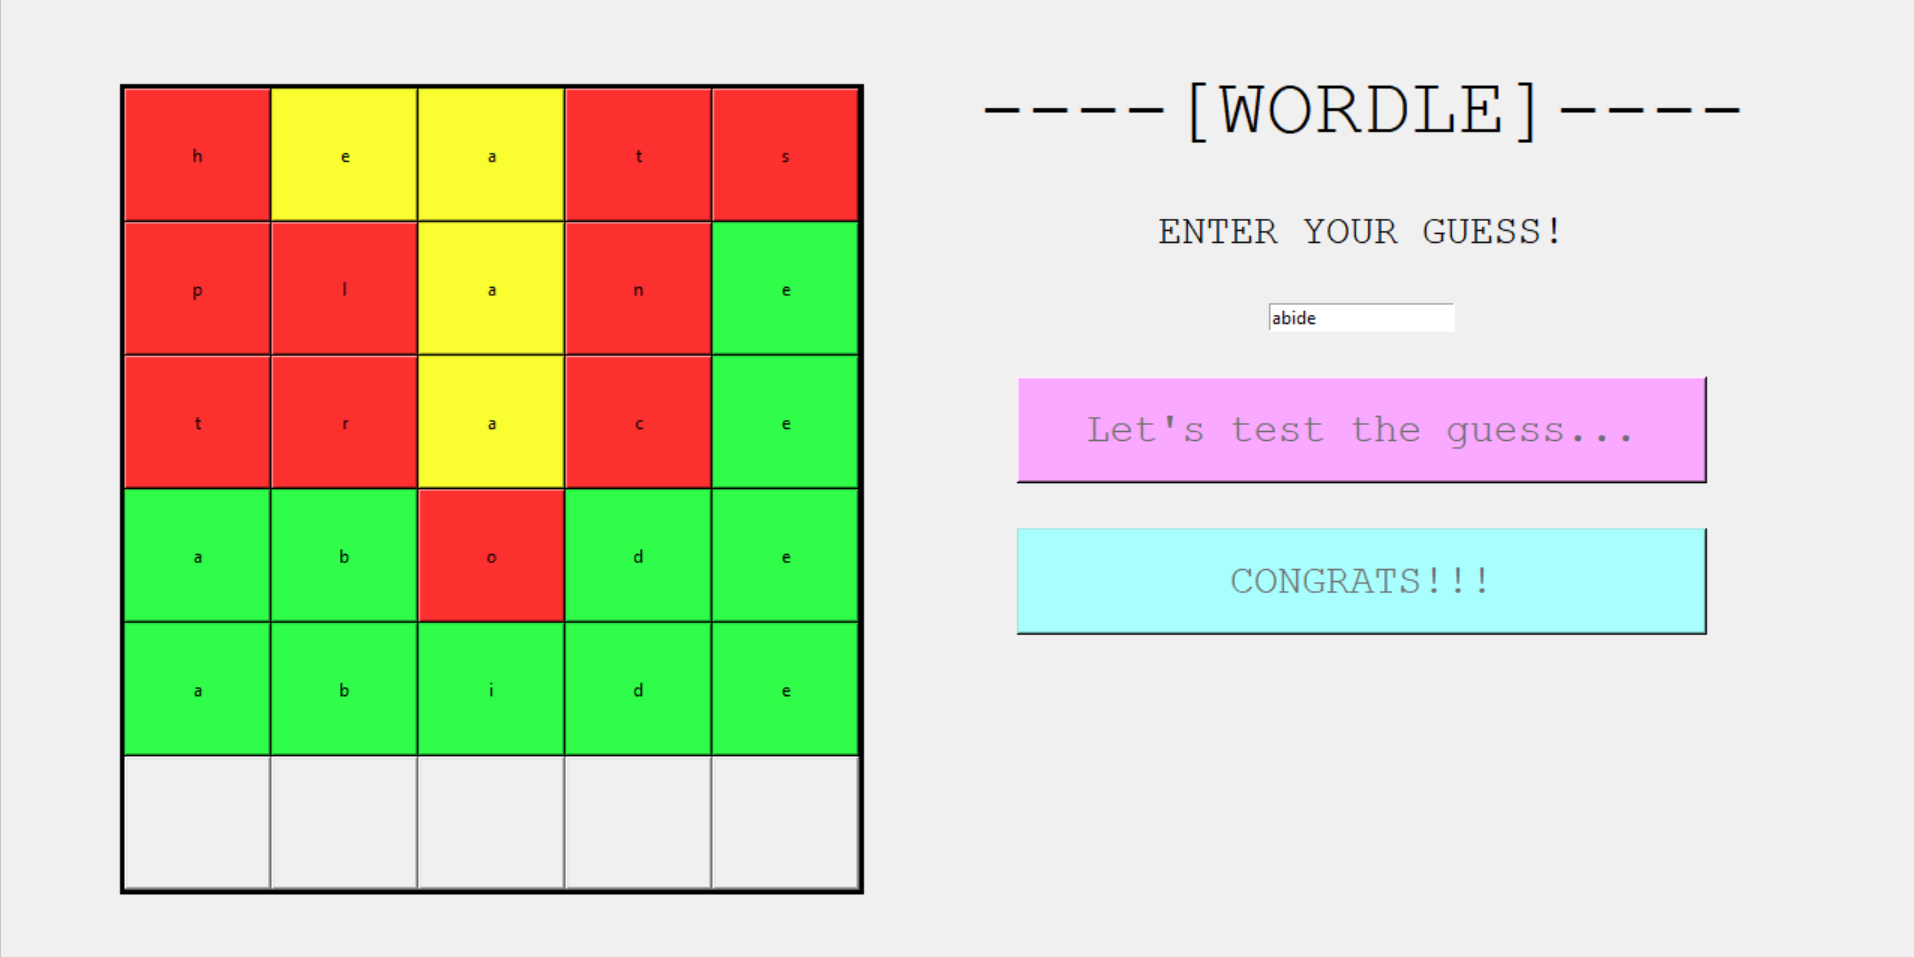 h e a t s
p l a n e
t r a c e
a b o d e
a b i d e
----[WORDLE]----
ENTER YOUR GUESS!
abide
Let's test the guess...
CONGRATS!!!